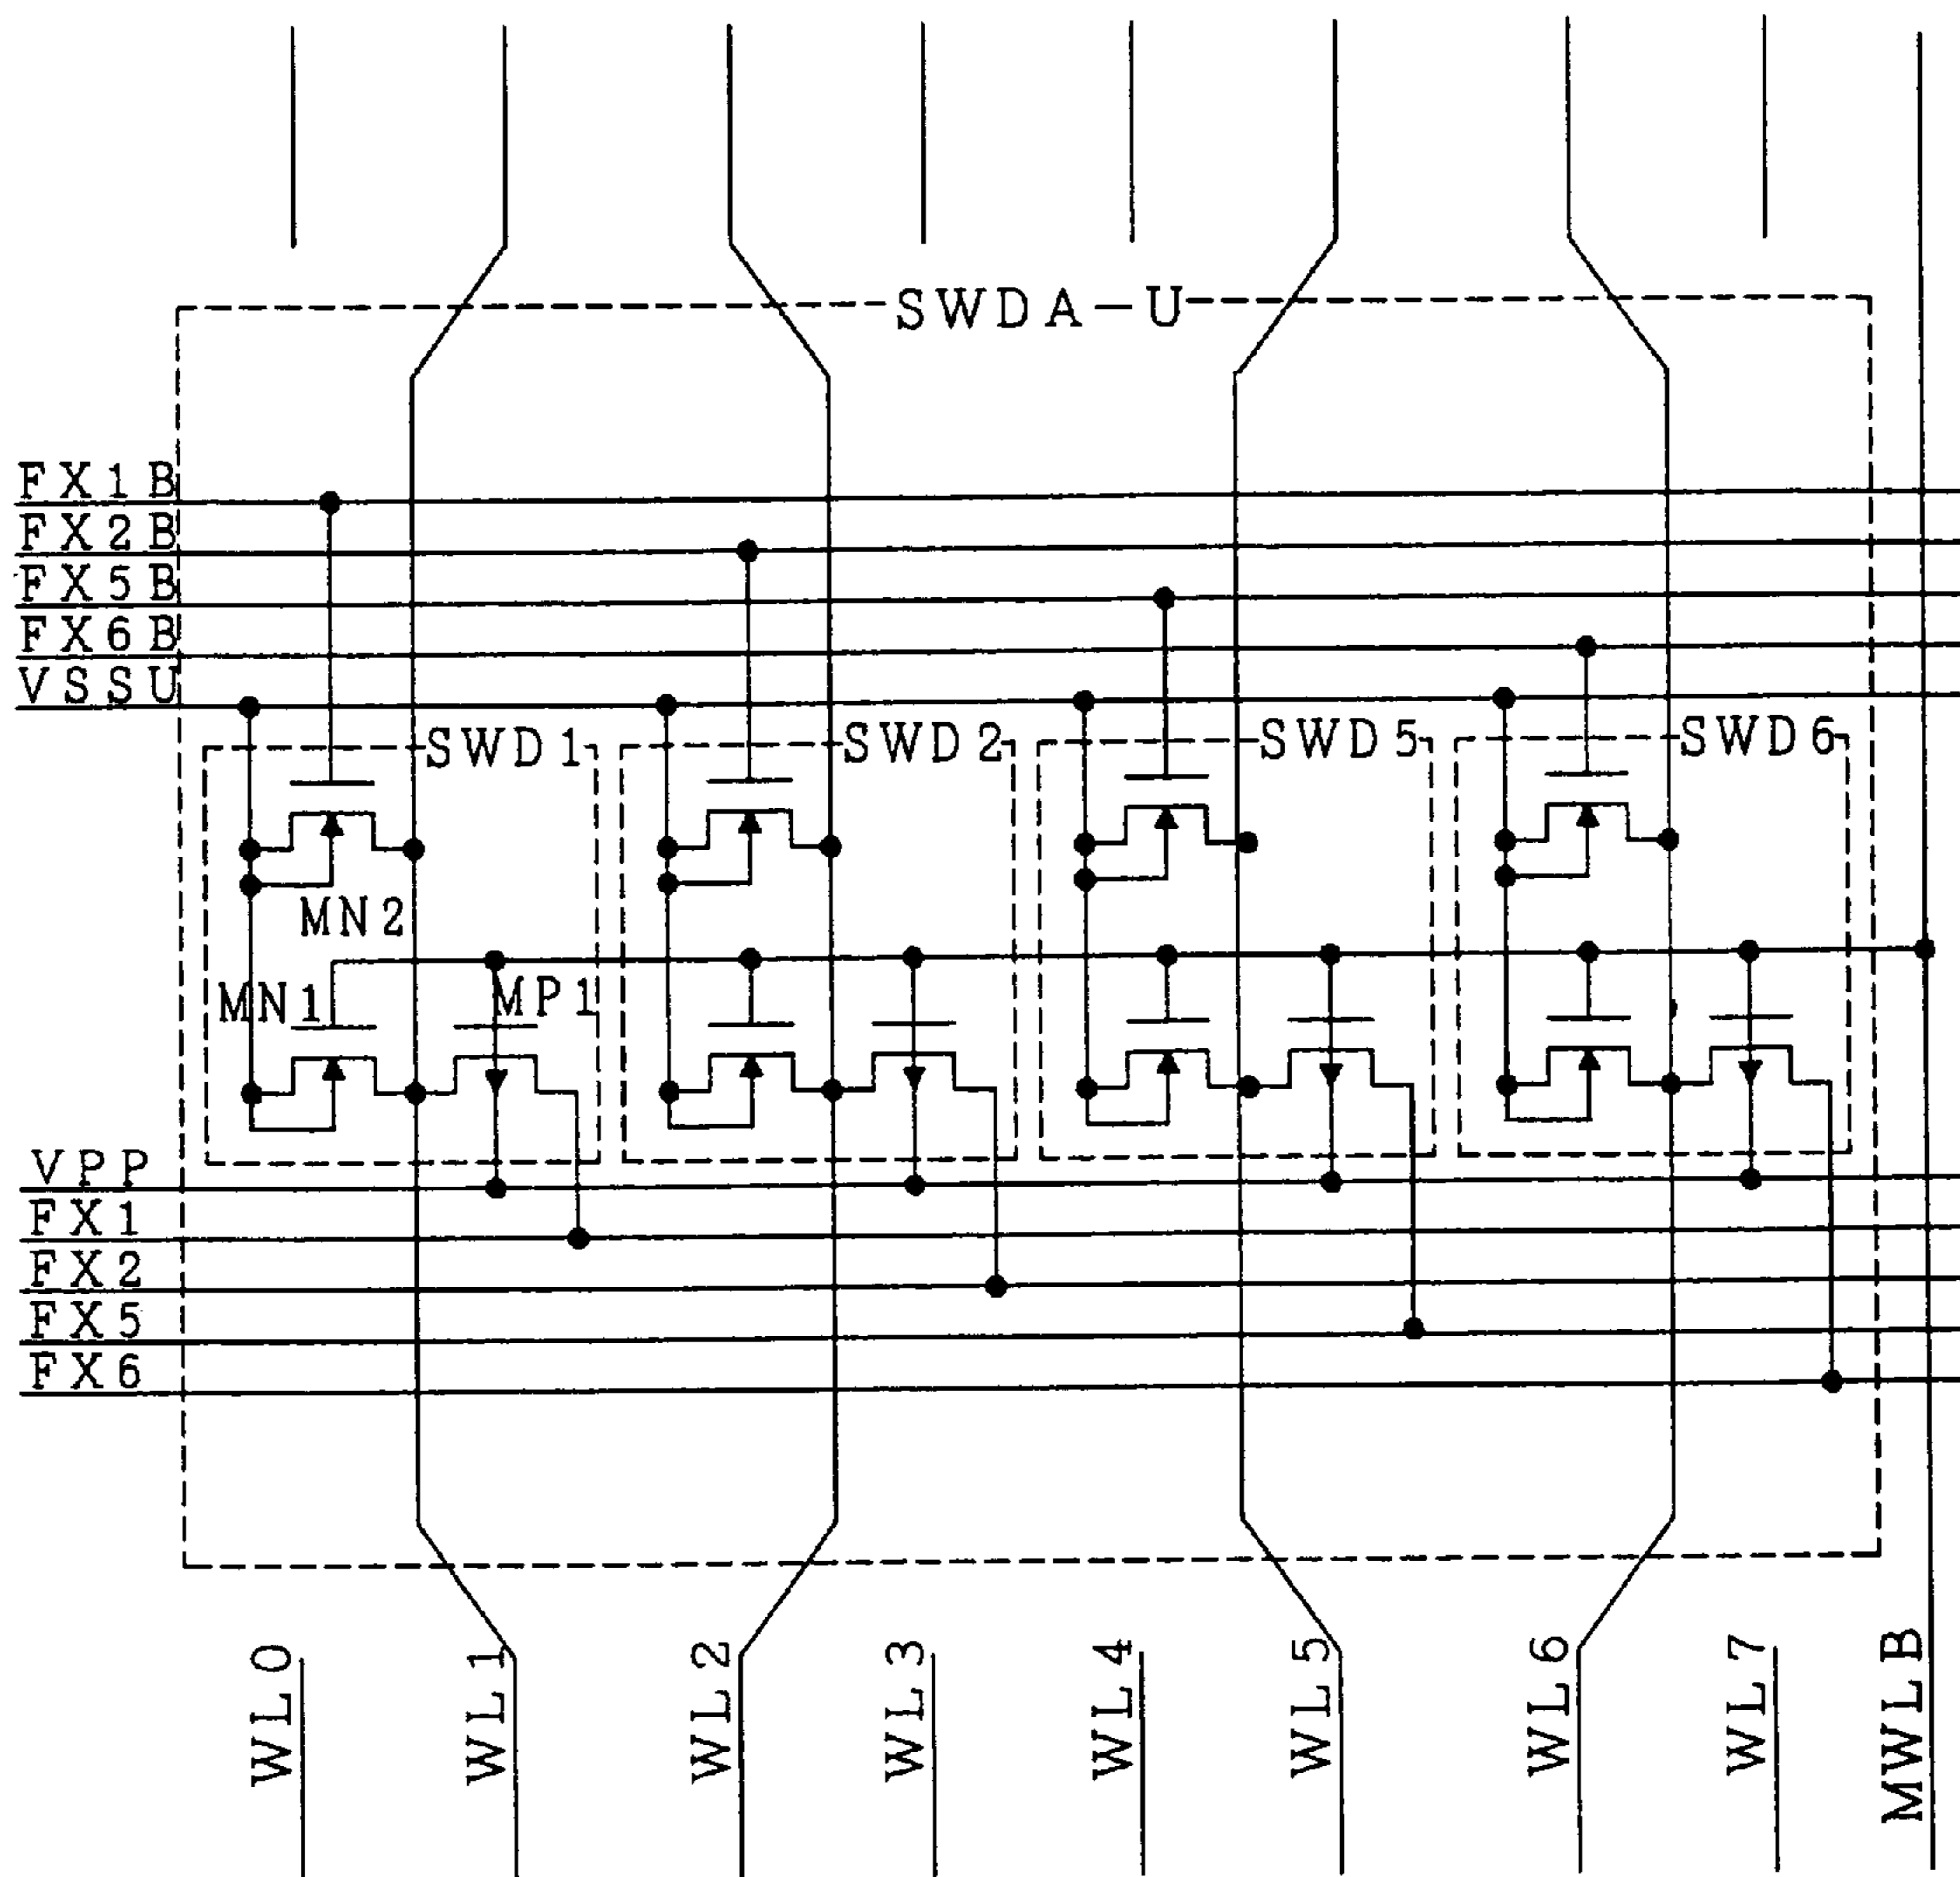 SWDA-U
FX1B
FX2B
FX5B
FX6B
VSSU
SWD1
SWD2
SWD5
SWD6
MN2
MN1
MP1
VPP
FX1
FX2
FX5
FX6
WL0
WL1
WL2
WL3
WL4
WL5
WL6
WL7
MWLB